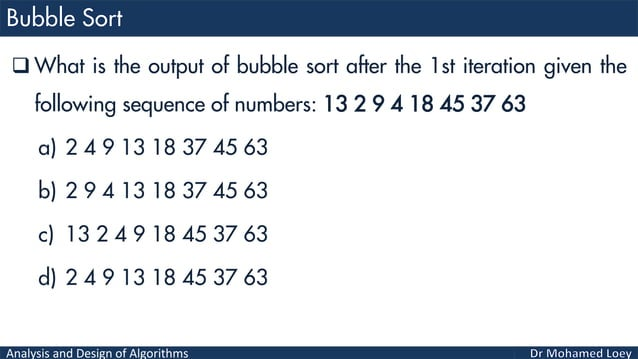 Bubble Sort
❑ What is the output of bubble sort after the 1st iteration given the
following sequence of numbers: 13 2 9 4 18 45 37 63
a) 2 4 9 13 18 37 45 63
b) 2 9 4 13 18 37 45 63
c) 13 2 4 9 18 45 37 63
d) 2 4 9 13 18 45 37 63
Analysis and Design of Algorithms
Dr Mohamed Loey